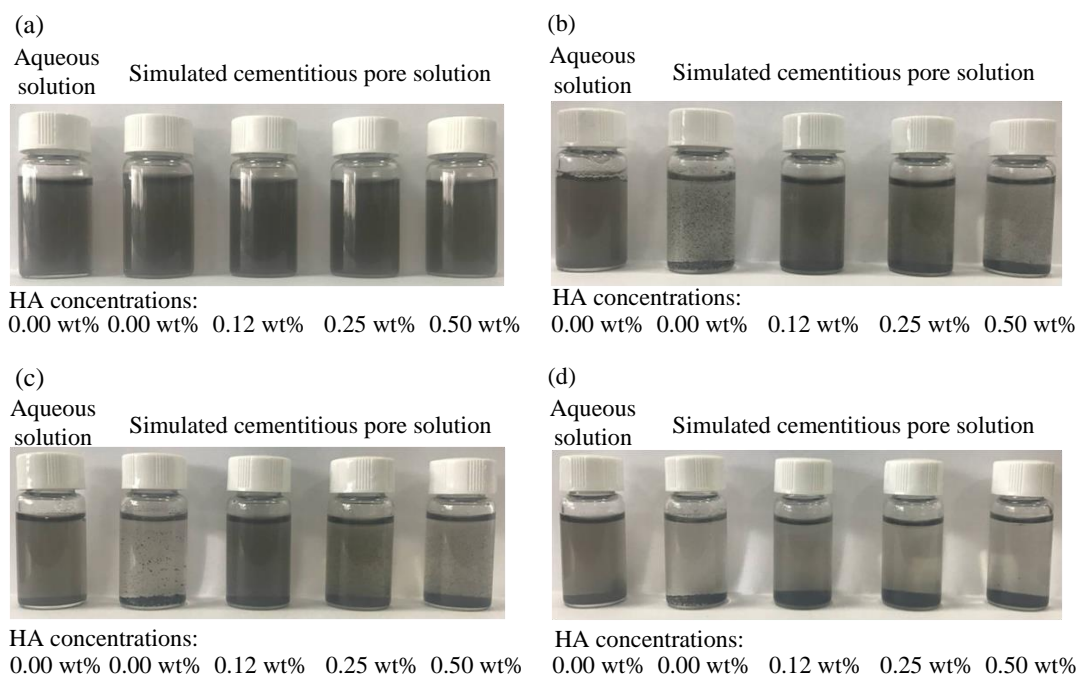 (a)
Aqueous
solution
Simulated cementitious pore solution
HA concentrations:
0.00 wt% 0.00 wt% 0.12 wt% 0.25 wt% 0.50 wt%
(b)
Aqueous
solution
Simulated cementitious pore solution
HA concentrations:
0.00 wt% 0.00 wt% 0.12 wt% 0.25 wt% 0.50 wt%
(c)
Aqueous
solution
Simulated cementitious pore solution
HA concentrations:
0.00 wt% 0.00 wt% 0.12 wt% 0.25 wt% 0.50 wt%
(d)
Aqueous
solution
Simulated cementitious pore solution
HA concentrations:
0.00 wt% 0.00 wt% 0.12 wt% 0.25 wt% 0.50 wt%